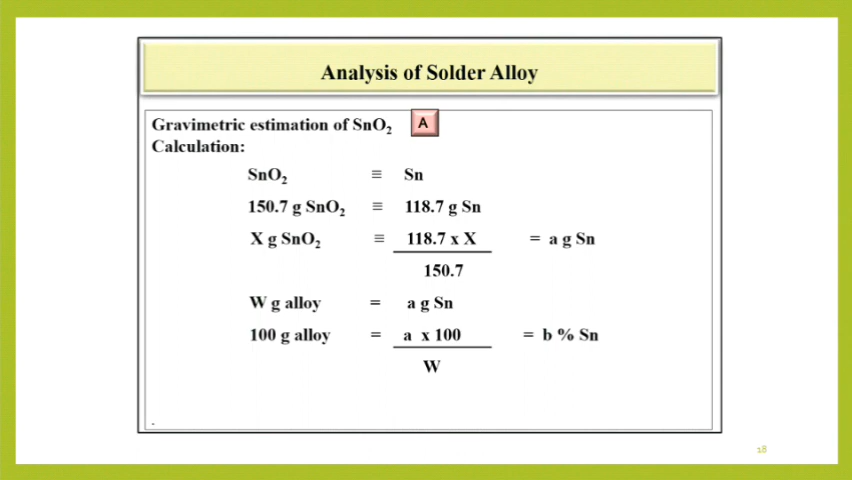 Analysis of Solder Alloy
Gravimetric estimation of SnO₂ A
Calculation:
SnO₂ ≡ Sn
150.7 g SnO₂ ≡ 118.7 g Sn
X g SnO₂ ≡ 118.7 x X = a g Sn
150.7
W g alloy = a g Sn
100 g alloy = a x 100 = b % Sn
W
.
18